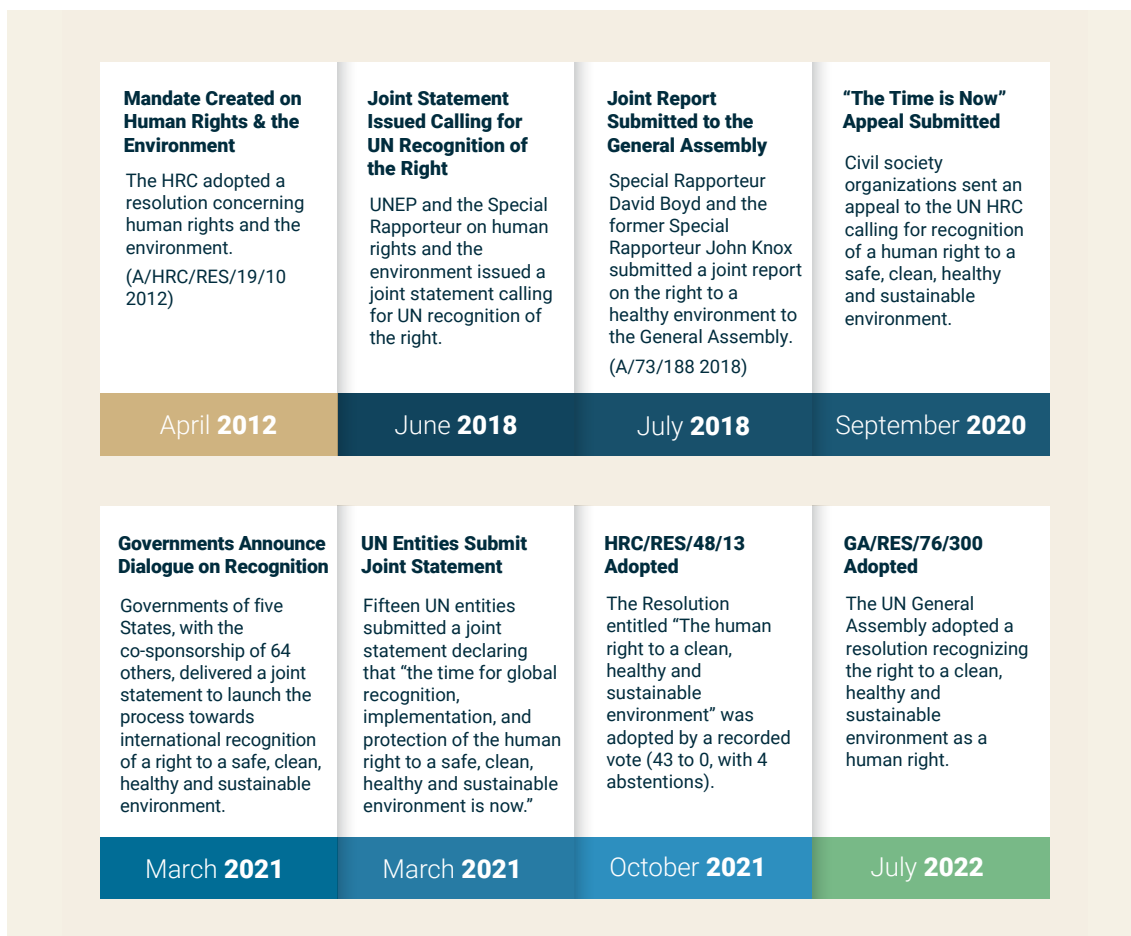 Mandate Created on
Human Rights & the
Environment
The HRC adopted a
resolution concerning
human rights and the
environment.
(A/HRC/RES/19/10
2012)
April 2012
Joint Statement
Issued Calling for
UN Recognition of
the Right
UNEP and the Special
Rapporteur on human
rights and the
environment issued a
joint statement calling
for UN recognition of
the right.
June 2018
Joint Report
Submitted to the
General Assembly
Special Rapporteur
David Boyd and the
former Special
Rapporteur John Knox
submitted a joint report
on the right to a
healthy environment to
the General Assembly.
(A/73/188 2018)
July 2018
“The Time is Now”
Appeal Submitted
Civil society
organizations sent an
appeal to the UN HRC
calling for recognition
of a human right to a
safe, clean, healthy
and sustainable
environment.
September 2020
Governments Announce
Dialogue on Recognition
Governments of five
States, with the
co-sponsorship of 64
others, delivered a joint
statement to launch the
process towards
international recognition
of a right to a safe, clean,
healthy and sustainable
environment.
March 2021
UN Entities Submit
Joint Statement
Fifteen UN entities
submitted a joint
statement declaring
that “the time for global
recognition,
implementation, and
protection of the human
right to a safe, clean,
healthy and sustainable
environment is now.”
March 2021
HRC/RES/48/13
Adopted
The Resolution
entitled “The human
right to a clean,
healthy and
sustainable
environment” was
adopted by a recorded
vote (43 to 0, with 4
abstentions).
October 2021
GA/RES/76/300
Adopted
The UN General
Assembly adopted a
resolution recognizing
the right to a clean,
healthy and
sustainable
environment as a
human right.
July 2022